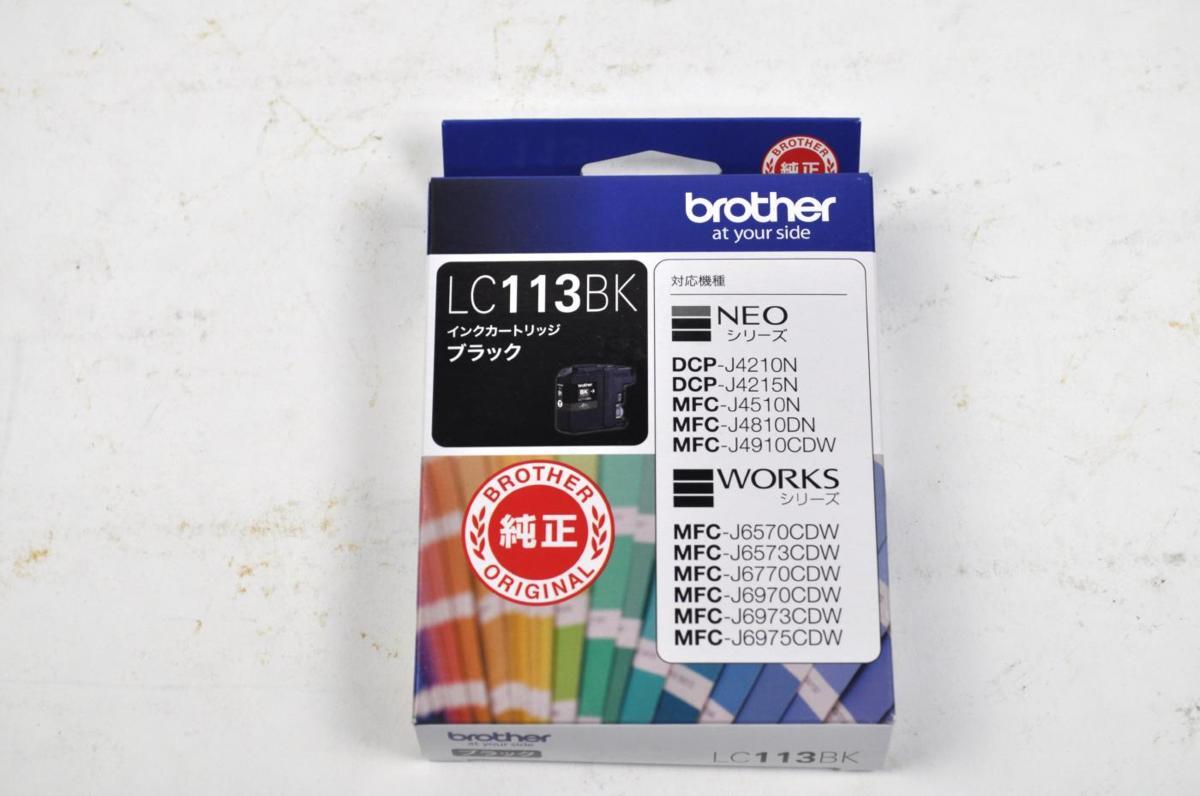 BROTHER
純正
brother
at your side
LC113BK
インクカートリッジ
ブラック
brother
BK
対応機種
NEO
シリーズ
DCP-J4210N
DCP-J4215N
MFC-J4510N
MFC-J4810DN
MFC-J4910CDW
WORKS
シリーズ
MFC-J6570CDW
MFC-J6573CDW
MFC-J6770CDW
MFC-J6970CDW
MFC-J6973CDW
MFC-J6975CDW
BROTHER
純正
ORIGINAL
brother
at your side
ブラック
LC113BK